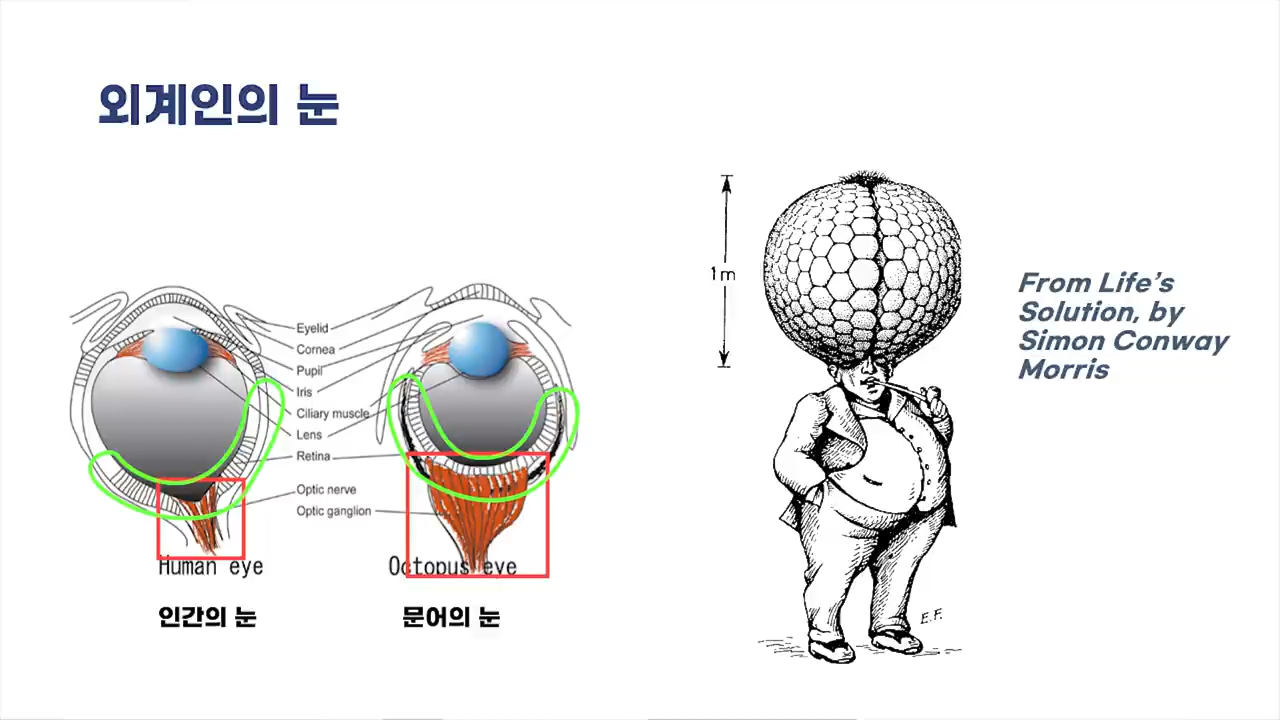 외계인의 눈
Eyelid
Cornea
Pupil
Iris
Ciliary muscle
Lens
Retina
Optic nerve
Optic ganglion
Human eye
Octopus eye
인간의 눈
문어의 눈
1m
E.F.
From Life's
Solution, by
Simon Conway
Morris